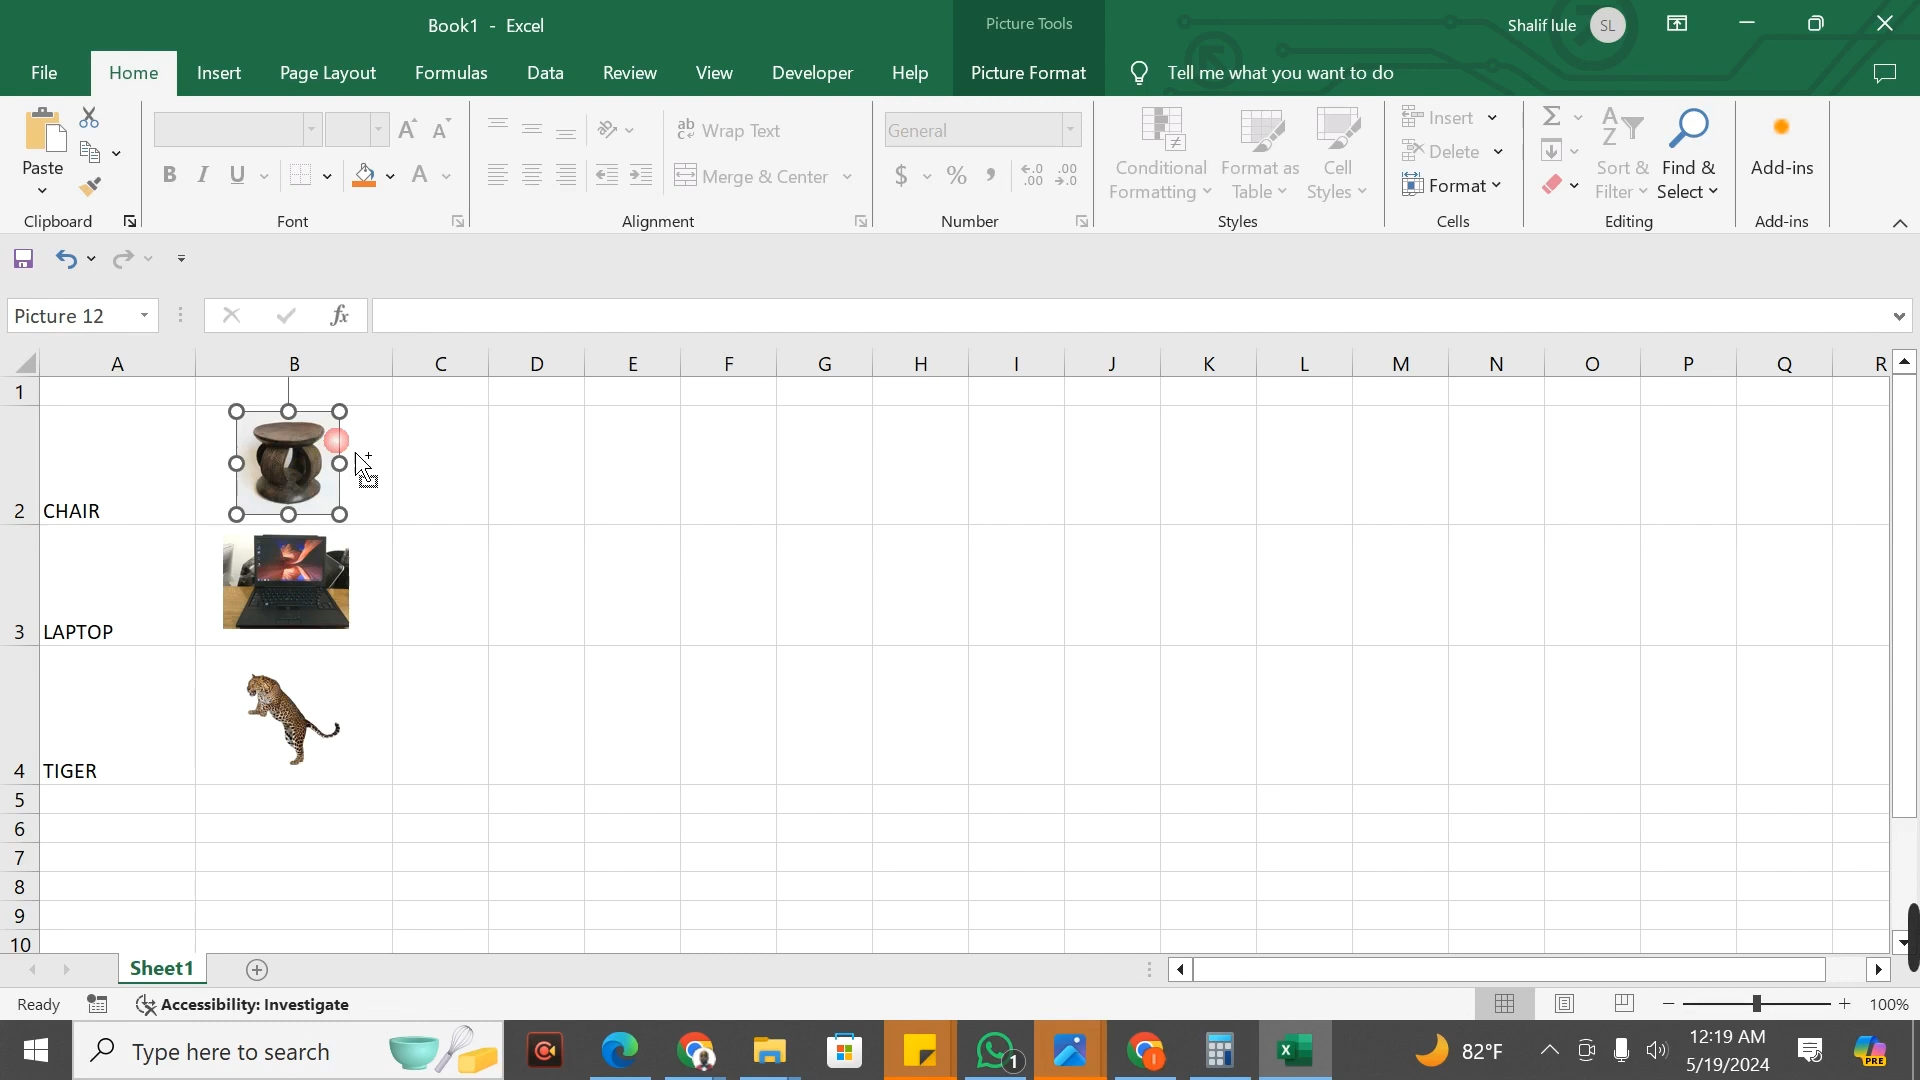 Book1 - Excel
Picture Tools
Shalif lule
SL
File
Home
Insert
Page Layout
Formulas
Data
Review
View
Developer
Help
Picture Format
Tell me what you want to do
Paste
Clipboard
B I U
Font
Wrap Text
Merge & Center
Alignment
General
$ % ,
Number
Conditional Formatting
Format as Table
Cell Styles
Styles
Insert
Delete
Format
Cells
Sort & Filter
Find & Select
Editing
Add-ins
Add-ins
Picture 12
fx
A B C D E F G H I J K L M N O P Q R
1
2 CHAIR
3 LAPTOP
4 TIGER
5
6
7
8
9
10
Sheet1
Ready
Accessibility: Investigate
100%
Type here to search
1
82°F
12:19 AM
5/19/2024
PRE